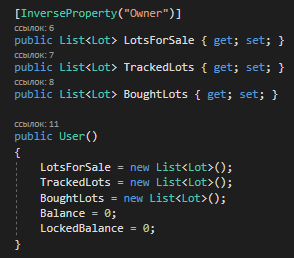 [InverseProperty("Owner")]
ссылок: 6
public List<Lot> LotsForSale { get; set; }
ссылок: 7
public List<Lot> TrackedLots { get; set; }
ссылок: 8
public List<Lot> BoughtLots { get; set; }
ссылок: 11
public User()
{
LotsForSale = new List<Lot>();
TrackedLots = new List<Lot>();
BoughtLots = new List<Lot>();
Balance = 0;
LockedBalance = 0;
}